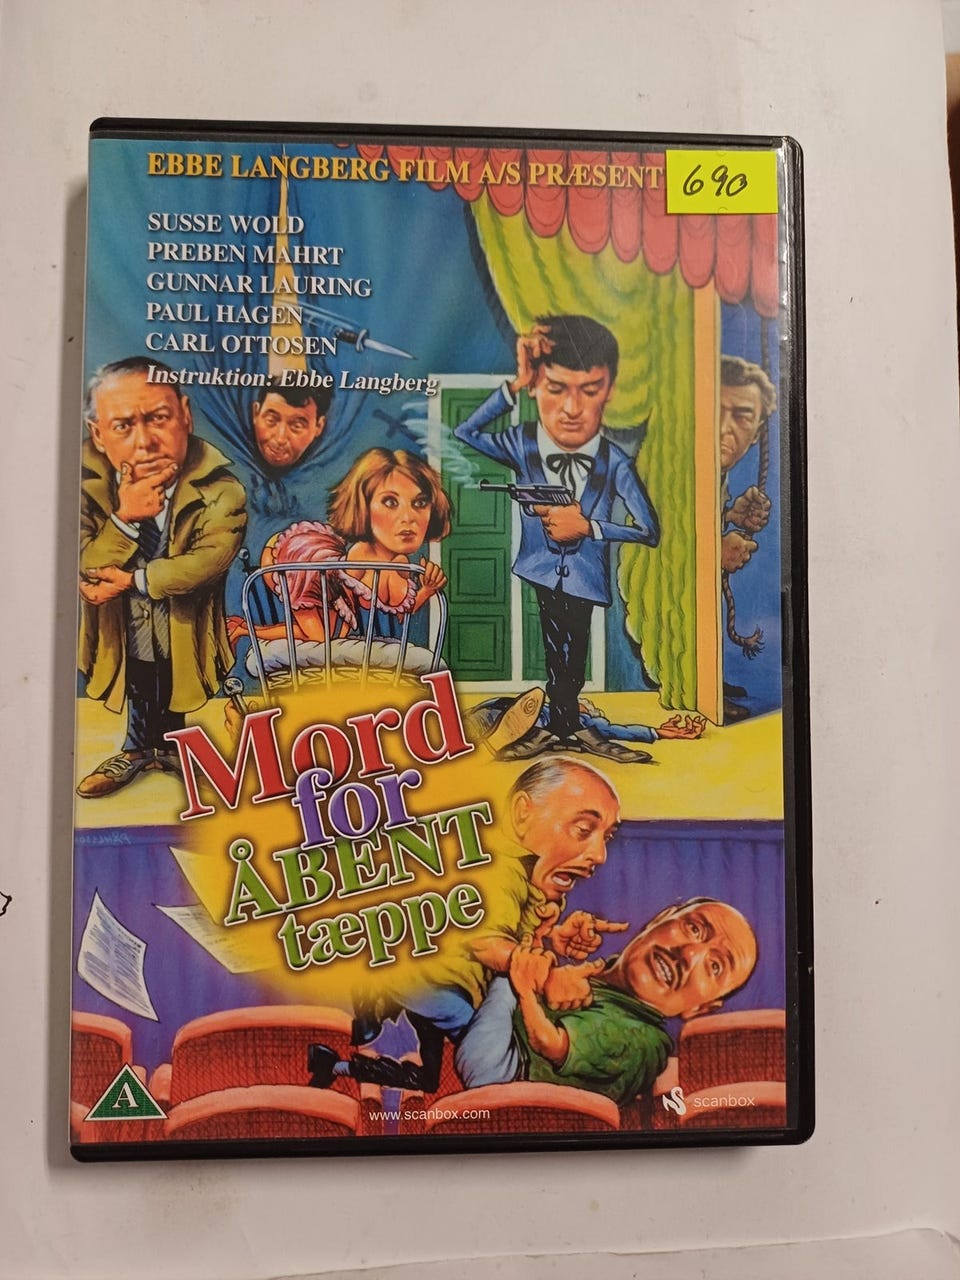 EBBE LANGBERG FILM A/S PRÆSENT
690
SUSSE WOLD
PREBEN MAHRT
GUNNAR LAURING
PAUL HAGEN
CARL OTTOSEN
Instruktion: Ebbe Langberg
Mord
for
ÅBENT
tæppe
A
www.scanbox.com
scanbox